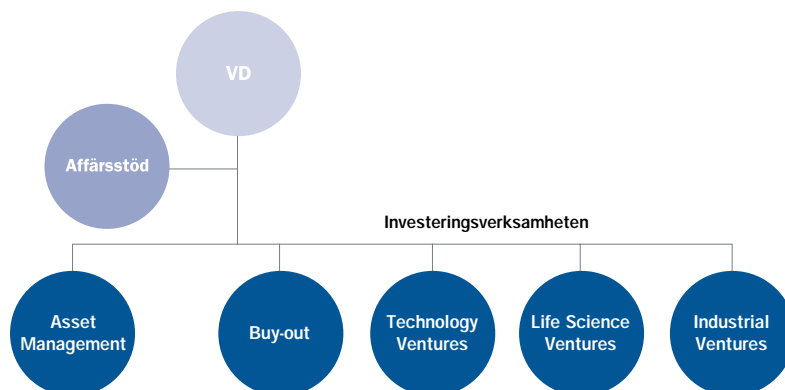 VD
Affärsstöd
Investeringsverksamheten
Asset
Management
Buy-out
Technology
Ventures
Life Science
Ventures
Industrial
Ventures